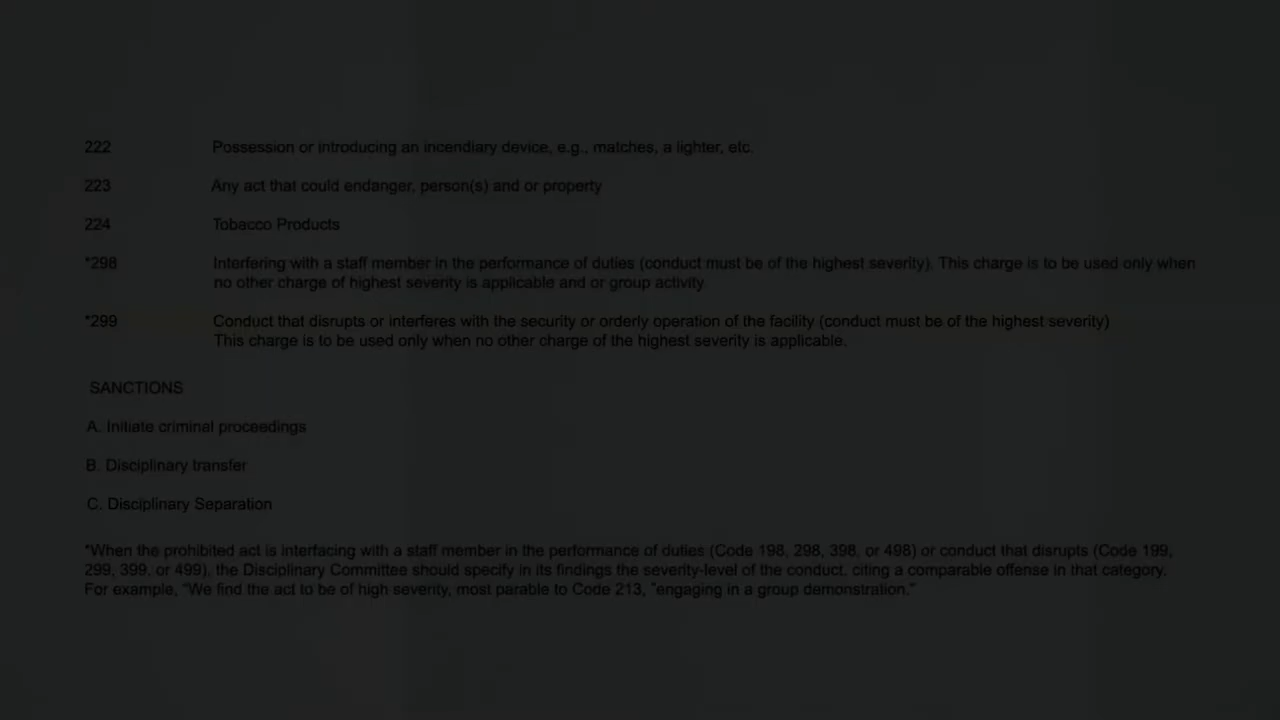 222 Possession or introducing an incendiary device, e.g., matches, a lighter, etc.
223 Any act that could endanger, person(s) and or property
224 Tobacco Products
*298 Interfering with a staff member in the performance of duties (conduct must be of the highest severity). This charge is to be used only when
no other charge of highest severity is applicable and or group activity.
*299 Conduct that disrupts or interferes with the security or orderly operation of the facility (conduct must be of the highest severity)
This charge is to be used only when no other charge of the highest severity is applicable.
SANCTIONS
A. Initiate criminal proceedings
B. Disciplinary transfer
C. Disciplinary Separation
*When the prohibited act is interfacing with a staff member in the performance of duties (Code 198, 298, 398, or 498) or conduct that disrupts (Code 199,
299, 399. or 499), the Disciplinary Committee should specify in its findings the severity-level of the conduct. citing a comparable offense in that category.
For example, "We find the act to be of high severity, most parable to Code 213, "engaging in a group demonstration."